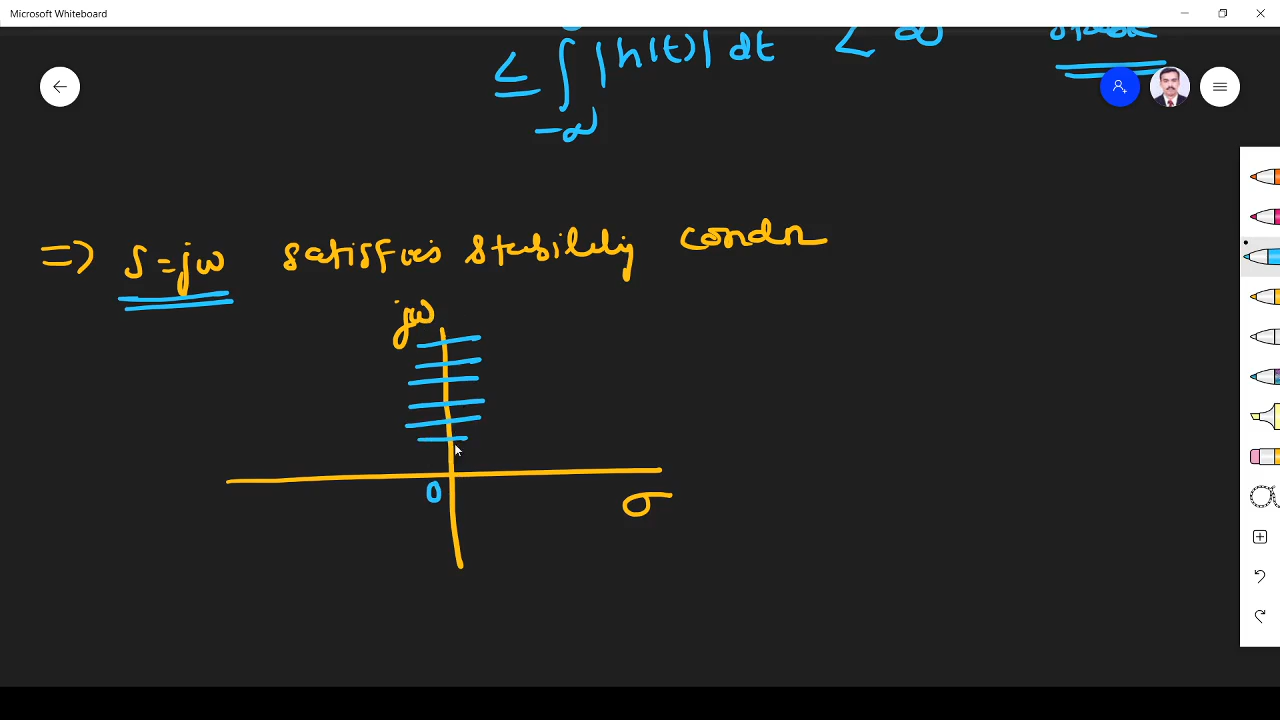 Microsoft Whiteboard
≤ ∫ |h(t)| dt < ∞
-∞
=> s=jω satisfies stability condn
jω
0
σ